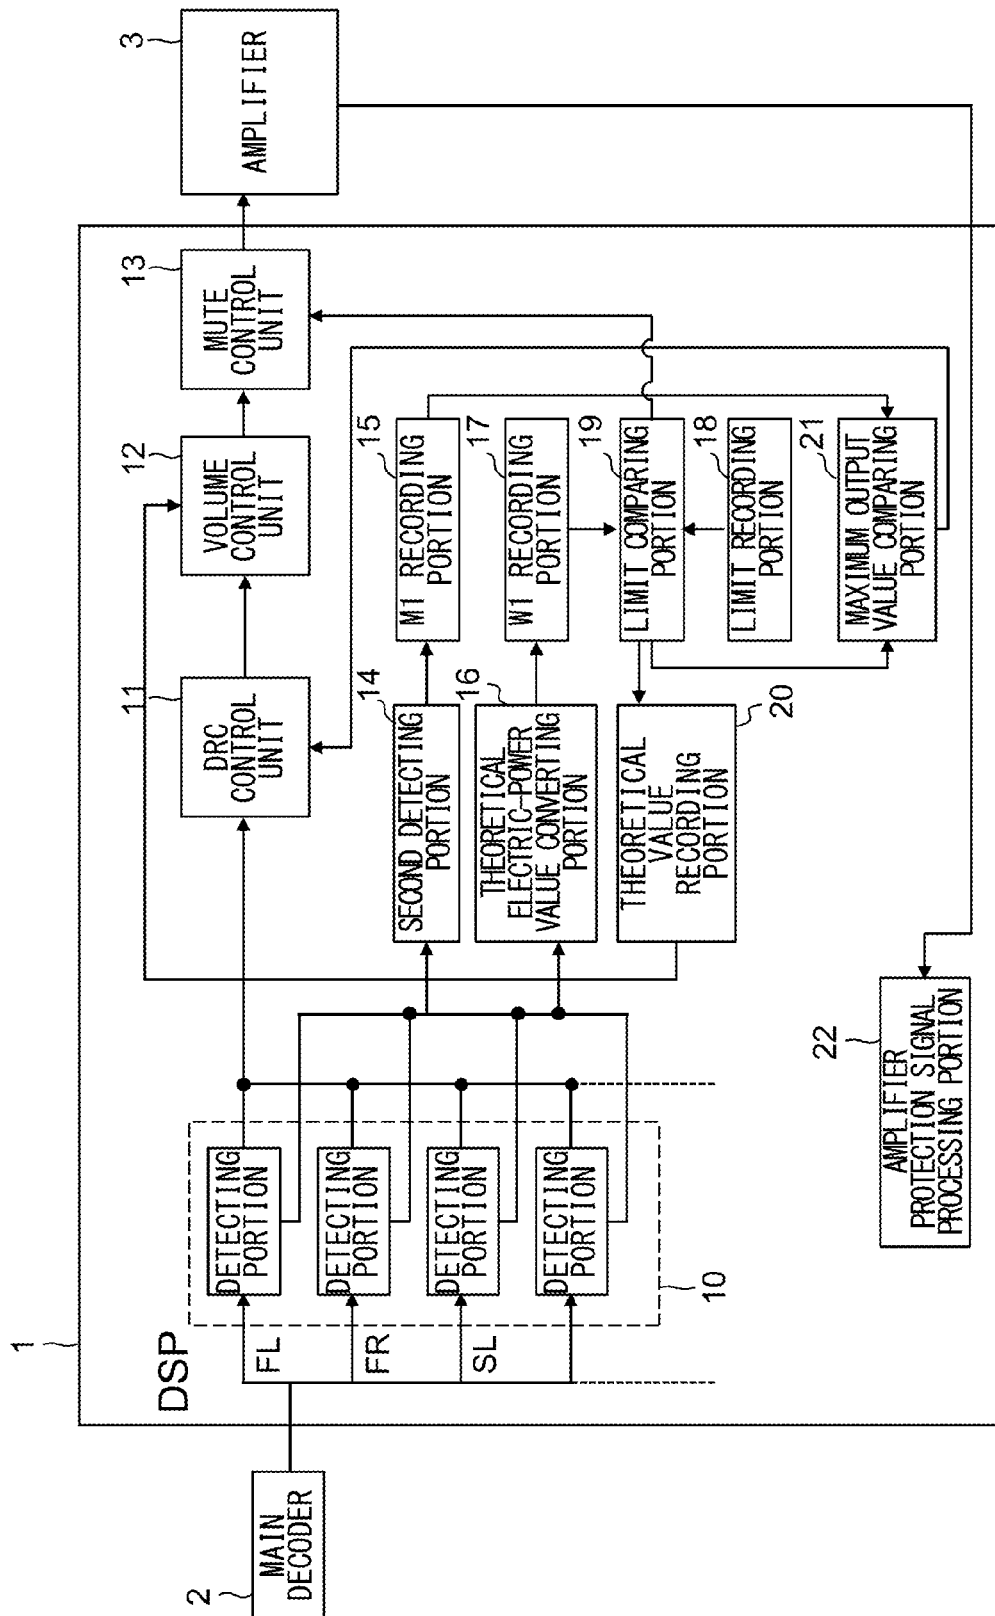 1
DSP
2
MAIN
DECODER
FL
FR
SL
DETECTING
PORTION
DETECTING
PORTION
DETECTING
PORTION
DETECTING
PORTION
10
11
DRC
CONTROL
UNIT
12
VOLUME
CONTROL
UNIT
13
MUTE
CONTROL
UNIT
3
AMPLIFIER
14
SECOND DETECTING
PORTION
15
M1 RECORDING
PORTION
16
THEORETICAL
ELECTRIC-POWER
VALUE CONVERTING
PORTION
17
W1 RECORDING
PORTION
19
LIMIT COMPARING
PORTION
18
LIMIT RECORDING
PORTION
20
THEORETICAL
VALUE
RECORDING
PORTION
21
MAXIMUM OUTPUT
VALUE COMPARING
PORTION
22
AMPLIFIER
PROTECTION SIGNAL
PROCESSING PORTION